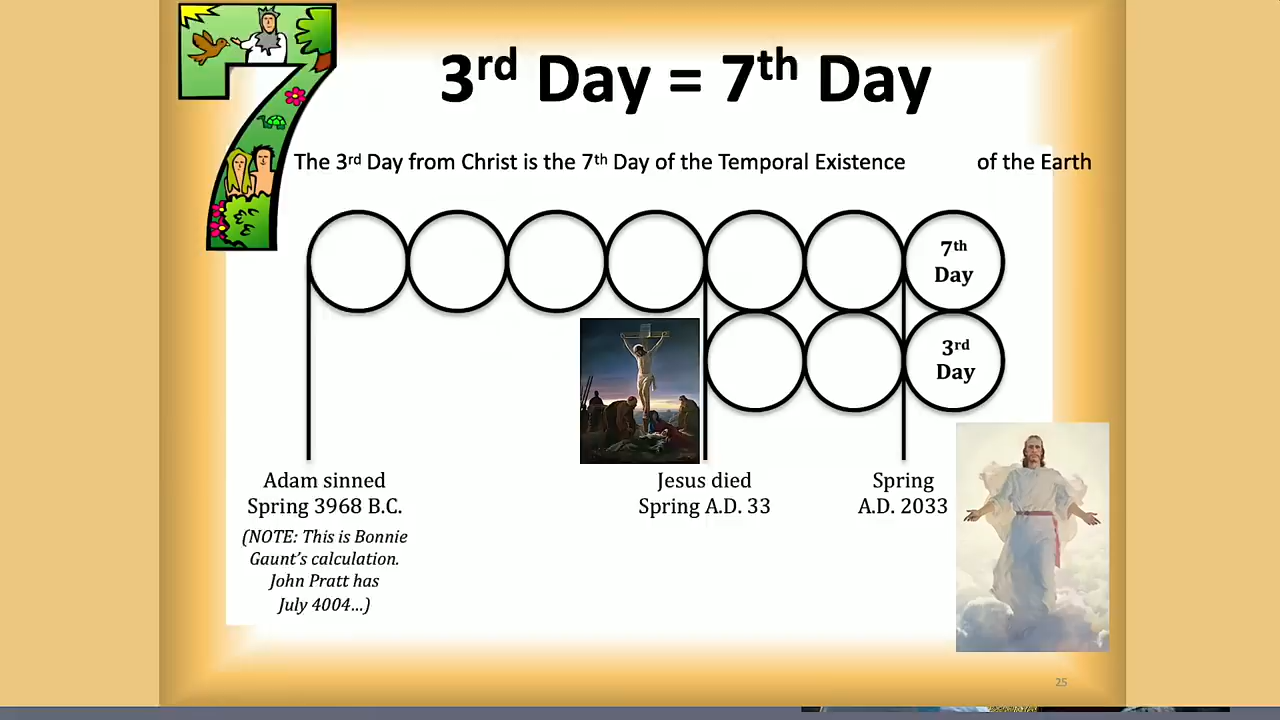 3rd Day = 7th Day
The 3rd Day from Christ is the 7th Day of the Temporal Existence of the Earth
7th
Day
3rd
Day
Adam sinned
Spring 3968 B.C.
(NOTE: This is Bonnie
Gaunt's calculation.
John Pratt has
July 4004...)
Jesus died
Spring A.D. 33
Spring
A.D. 2033
25